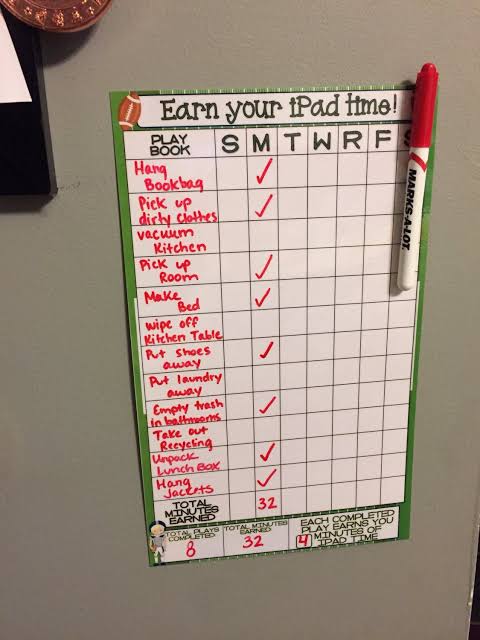 Earn your iPad time!
PLAY
BOOK
S M T W R F
Hang
Bookbag
Pick up
dirty clothes
vacuum
Kitchen
Pick up
Room
Make
Bed
wipe off
Kitchen Table
Put shoes
away
Put laundry
away
Empty trash
in bathrooms
Take out
Recycling
Unpack
Lunch Box
Hang
Jackets
TOTAL
MINUTES
EARNED
32
TOTAL PLAYS
COMPLETED
8
TOTAL MINUTES
EARNED
32
EACH COMPLETED
PLAY EARNS YOU
4 MINUTES OF
IPAD TIME
MARKS-A-LOT